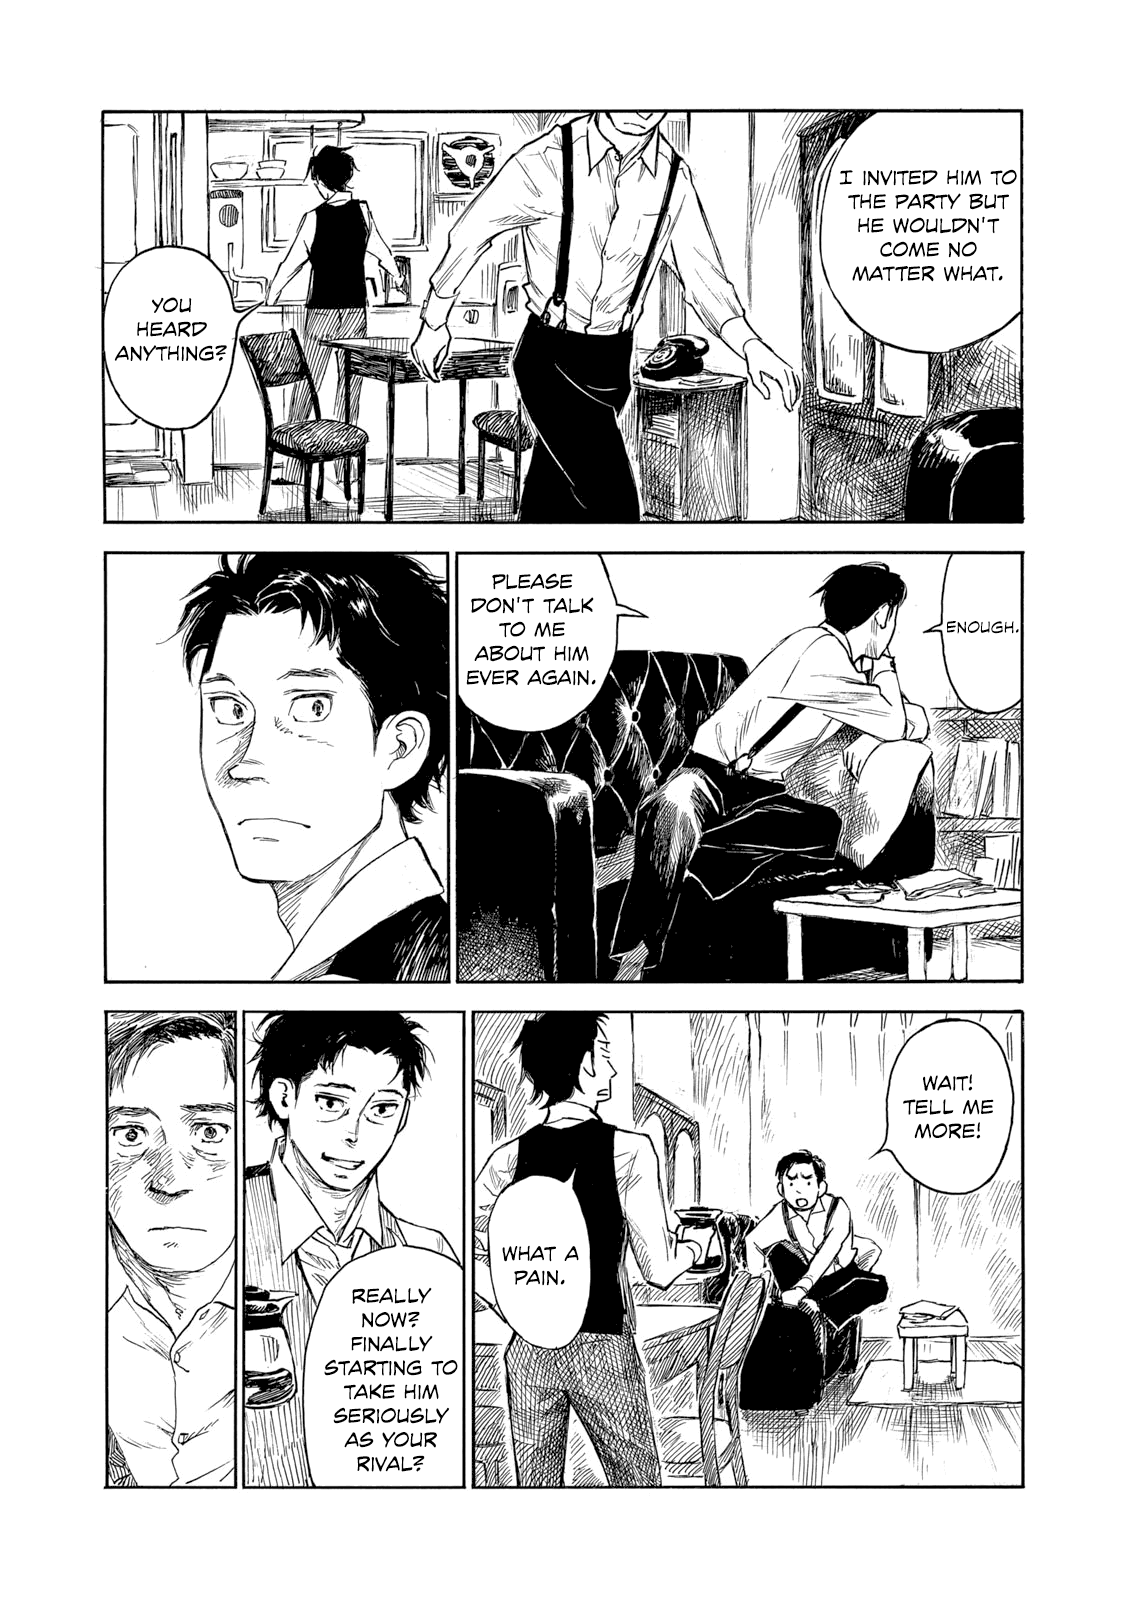 I INVITED HIM TO
THE PARTY BUT
HE WOULDN'T
COME NO
MATTER WHAT.
YOU
HEARD
ANYTHING?
ENOUGH.
PLEASE
DON'T TALK
TO ME
ABOUT HIM
EVER AGAIN.
WAIT!
TELL ME
MORE!
WHAT A
PAIN.
REALLY
NOW?
FINALLY
STARTING TO
TAKE HIM
SERIOUSLY
AS YOUR
RIVAL?